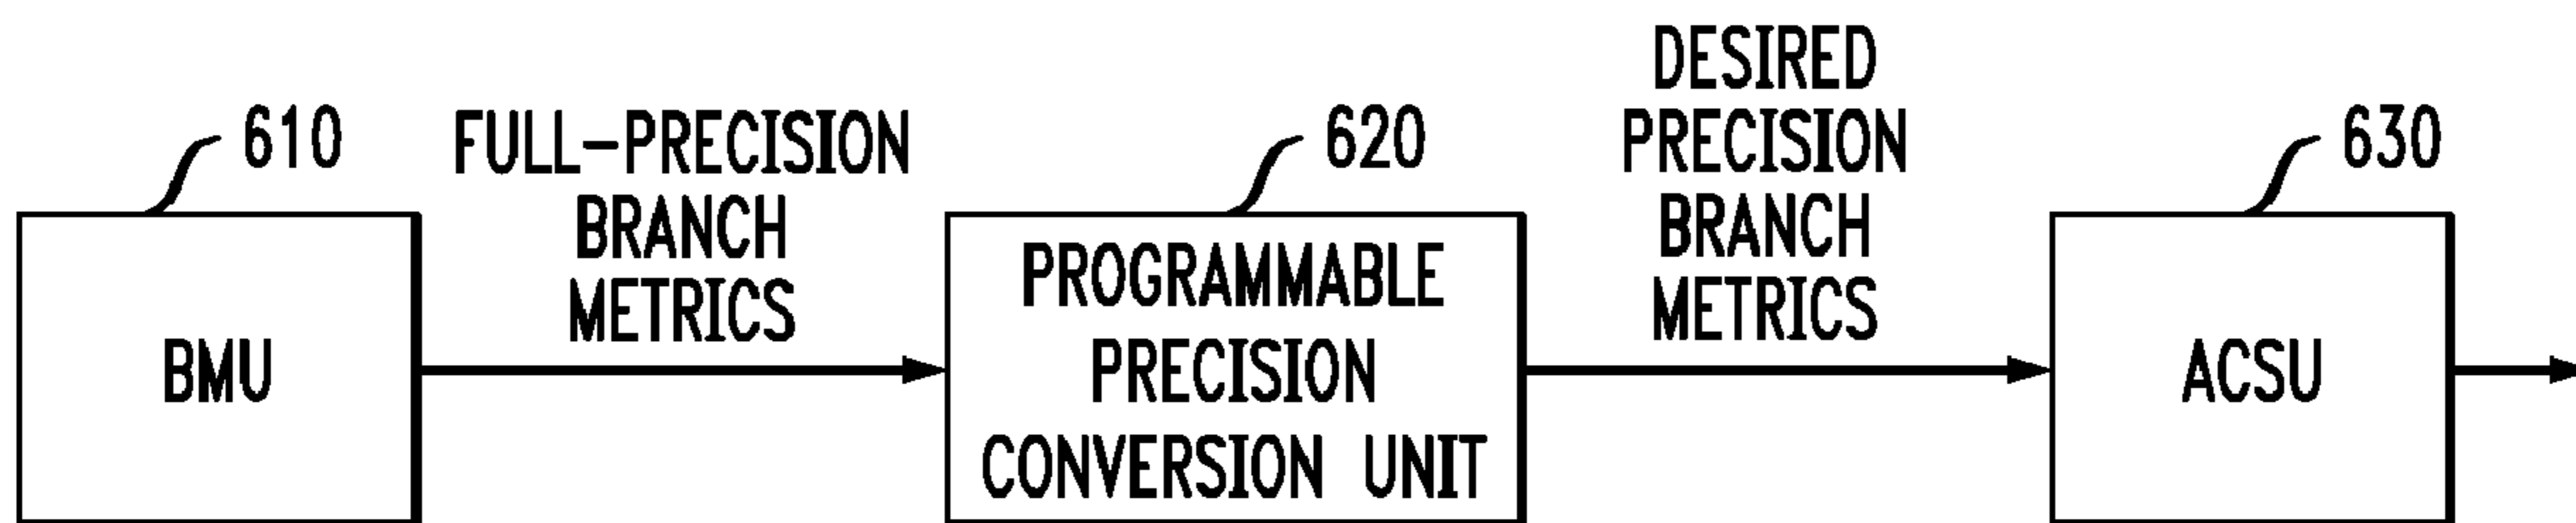 610
FULL-PRECISION
BRANCH
METRICS
620
DESIRED
PRECISION
BRANCH
METRICS
630
BMU
PROGRAMMABLE
PRECISION
CONVERSION UNIT
ACSU